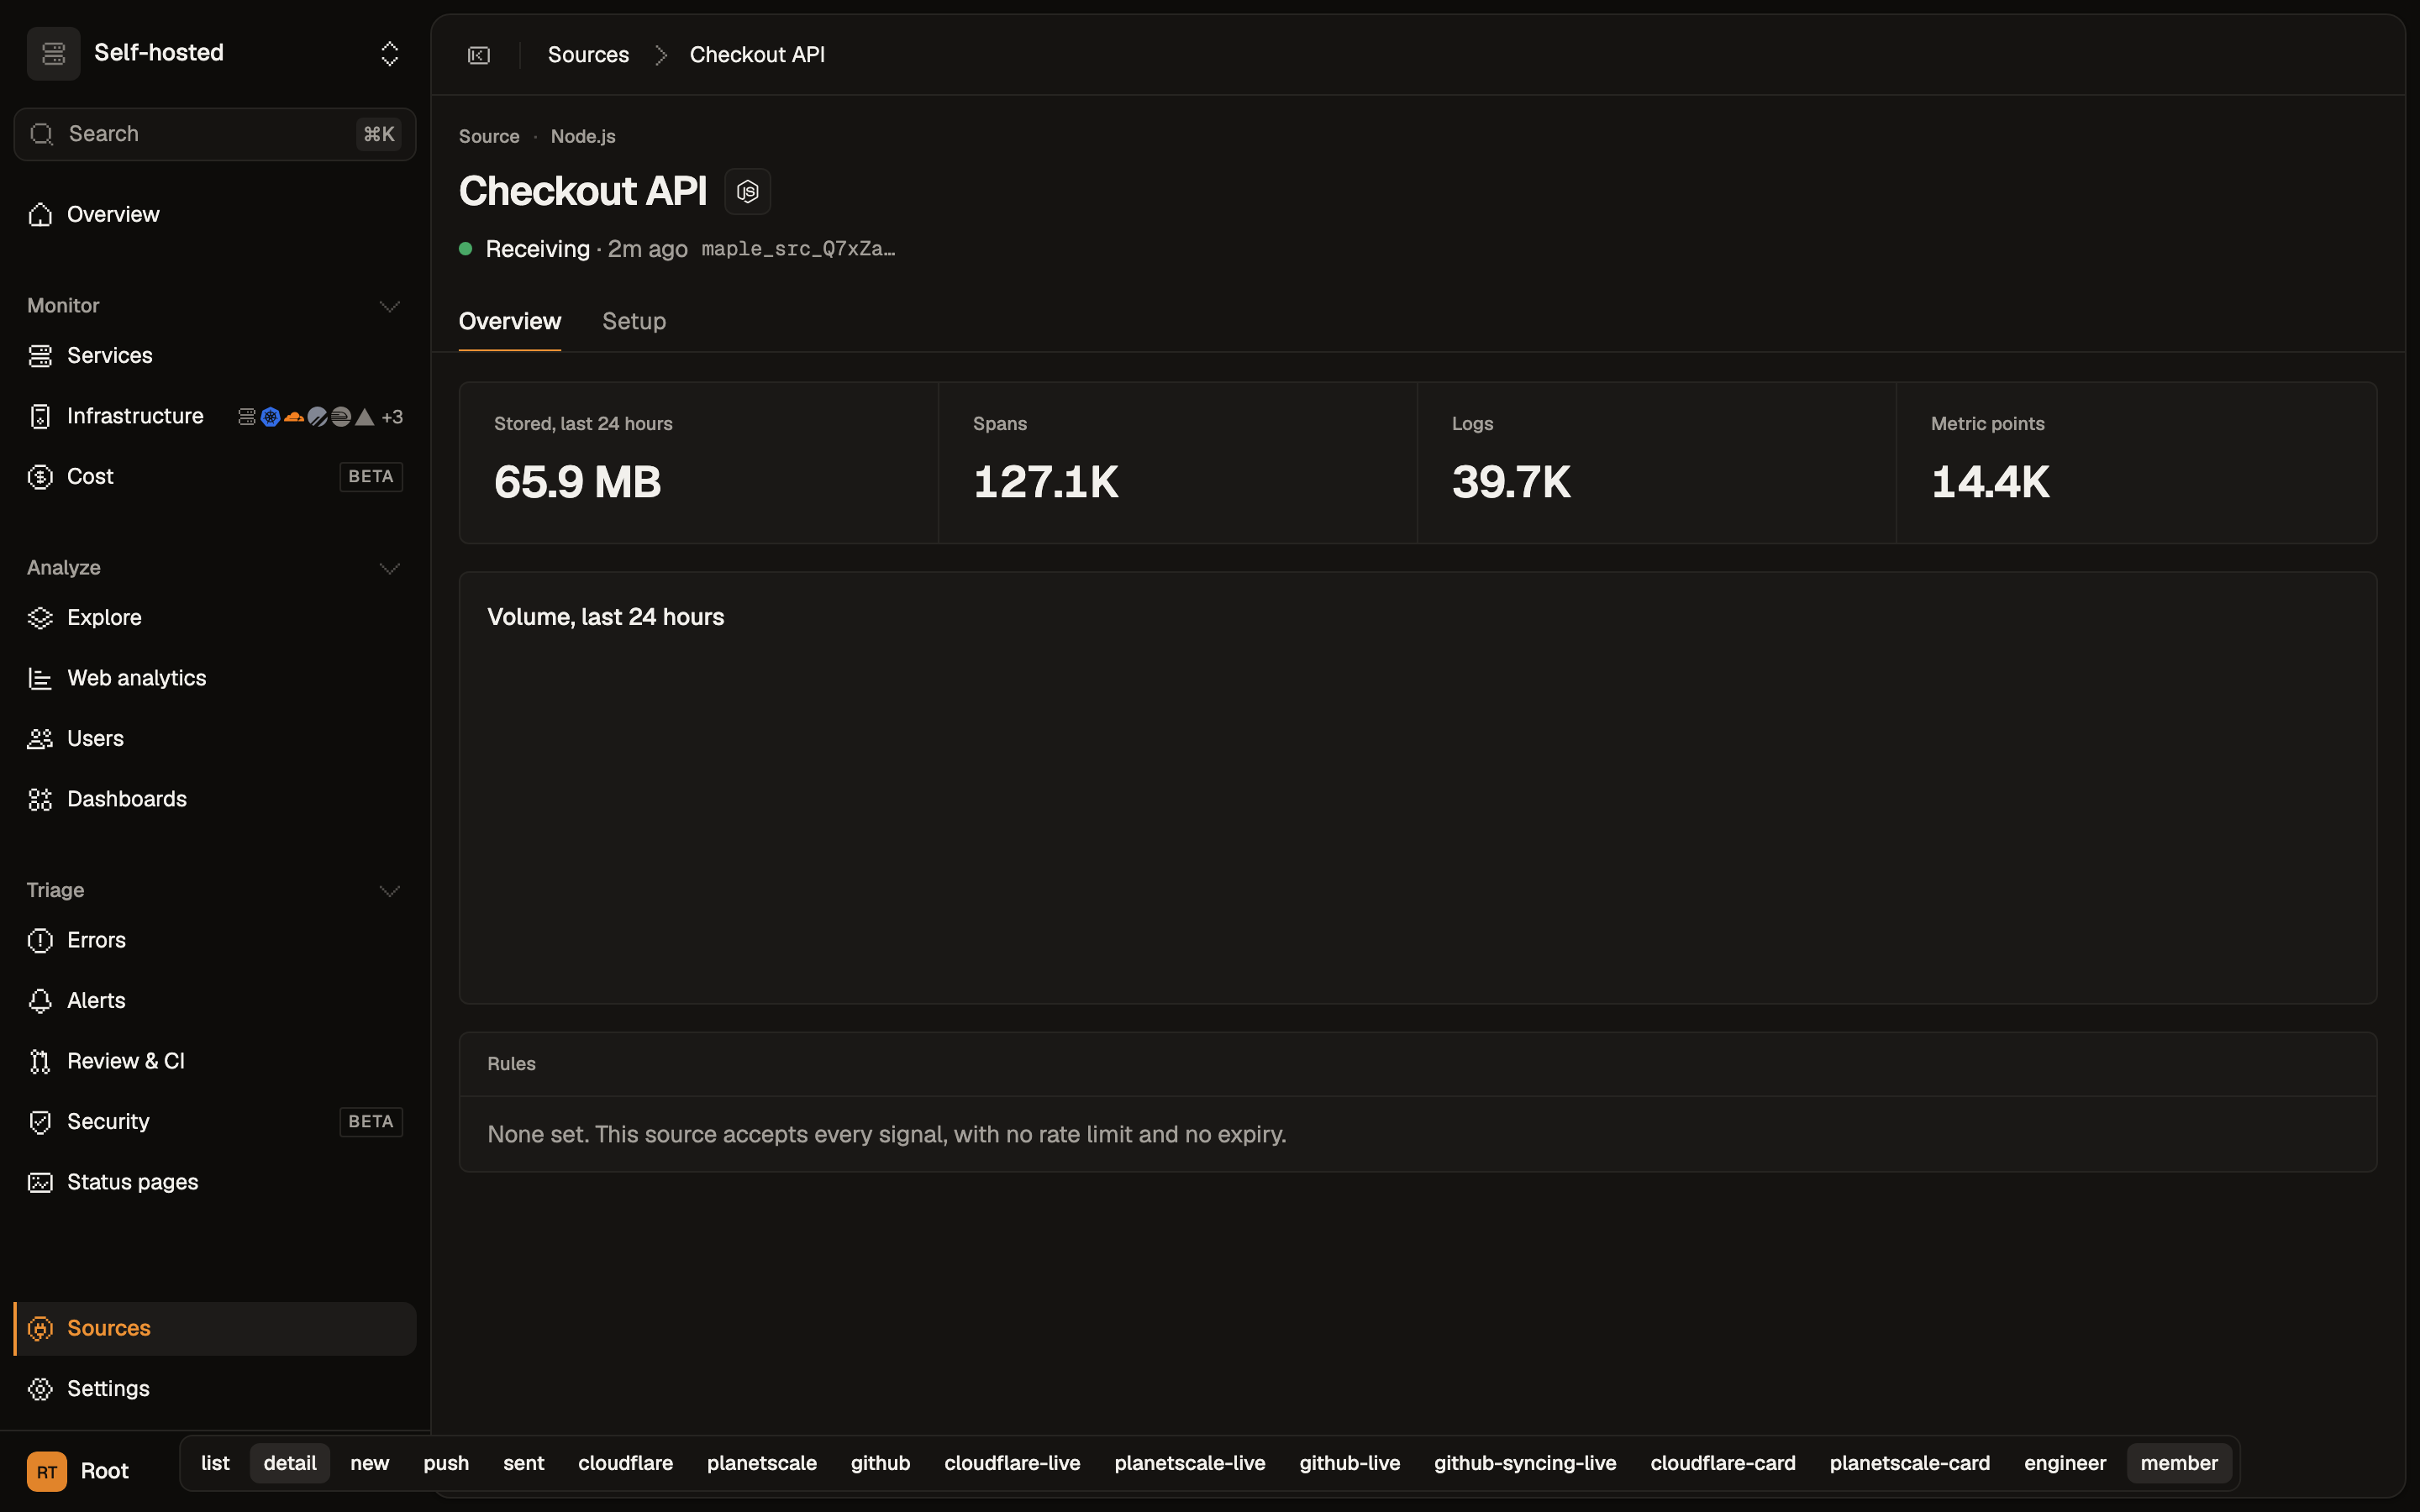 Self-hosted
Search ⌘K
Overview
Monitor
Services
Infrastructure +3
Cost BETA
Analyze
Explore
Web analytics
Users
Dashboards
Triage
Errors
Alerts
Review & CI
Security BETA
Status pages
Sources
Settings
RT Root
Sources Checkout API
Source · Node.js
Checkout API JS
Receiving · 2m ago maple_src_Q7xZa…
Overview Setup
Stored, last 24 hours
65.9 MB
Spans
127.1K
Logs
39.7K
Metric points
14.4K
Volume, last 24 hours
Rules
None set. This source accepts every signal, with no rate limit and no expiry.
list detail new push sent cloudflare planetscale github cloudflare-live planetscale-live github-live github-syncing-live cloudflare-card planetscale-card engineer member